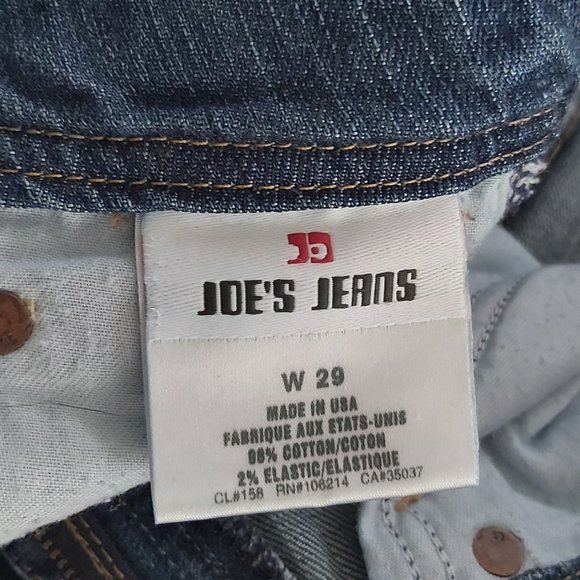 JOE'S JEANS
W 29
MADE IN USA
FABRIQUE AUX ETATS-UNIS
98% COTTON/COTON
2% ELASTIC/ELASTIQUE
CL#158 RN#106214 CA#35037